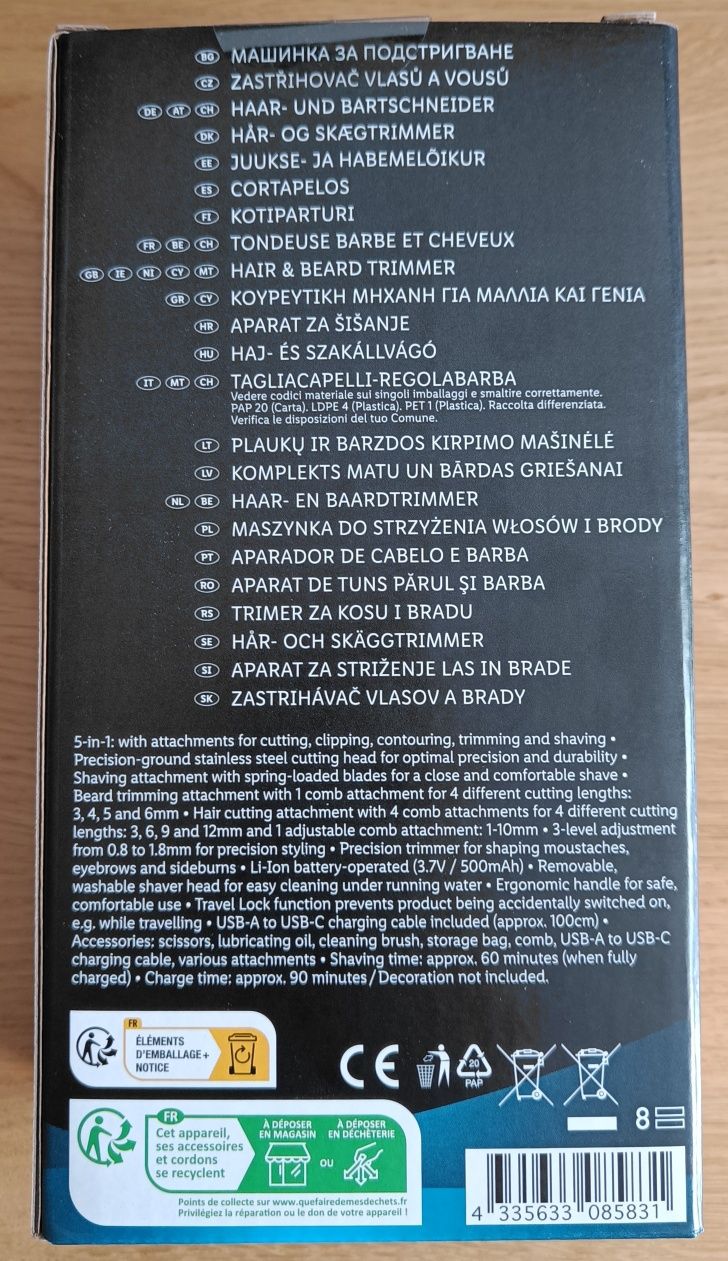 BG МАШИНКА ЗА ПОДСТРИГВАНЕ
CZ ZASTŘIHOVAČ VLASŮ A VOUSŮ
DE AT CH HAAR- UND BARTSCHNEIDER
DK HÅR- OG SKÆGTRIMMER
EE JUUKSE- JA HABEMELÕIKUR
ES CORTAPELOS
FI KOTIPARTURI
FR BE CH TONDEUSE BARBE ET CHEVEUX
GB IE NI CY MT HAIR & BEARD TRIMMER
GR CY ΚΟΥΡΕΥΤΙΚΗ ΜΗΧΑΝΗ ΓΙΑ ΜΑΛΛΙΑ ΚΑΙ ΓΕΝΙΑ
HR APARAT ZA ŠIŠANJE
HU HAJ- ÉS SZAKÁLLVÁGÓ
IT MT CH TAGLIACAPELLI-REGOLABARBA
Vedere codici materiale sui singoli imballaggi e smaltire correttamente.
PAP 20 (Carta). LDPE 4 (Plastica). PET 1 (Plastica). Raccolta differenziata.
Verifica le disposizioni del tuo Comune.
LT PLAUKŲ IR BARZDOS KIRPIMO MAŠINĖLĖ
LV KOMPLEKTS MATU UN BĀRDAS GRIEŠANAI
NL BE HAAR- EN BAARDTRIMMER
PL MASZYNKA DO STRZYŻENIA WŁOSÓW I BRODY
PT APARADOR DE CABELO E BARBA
RO APARAT DE TUNS PĂRUL ŞI BARBA
RS TRIMER ZA KOSU I BRADU
SE HÅR- OCH SKÄGGTRIMMER
SI APARAT ZA STRIŽENJE LAS IN BRADE
SK ZASTRIHÁVAČ VLASOV A BRADY
5-in-1: with attachments for cutting, clipping, contouring, trimming and shaving •
Precision-ground stainless steel cutting head for optimal precision and durability •
Shaving attachment with spring-loaded blades for a close and comfortable shave •
Beard trimming attachment with 1 comb attachment for 4 different cutting lengths:
3, 4, 5 and 6mm • Hair cutting attachment with 4 comb attachments for 4 different cutting
lengths: 3, 6, 9 and 12mm and 1 adjustable comb attachment: 1-10mm • 3-level adjustment
from 0.8 to 1.8mm for precision styling • Precision trimmer for shaping moustaches,
eyebrows and sideburns • Li-Ion battery-operated (3.7V / 500mAh) • Removable,
washable shaver head for easy cleaning under running water • Ergonomic handle for safe,
comfortable use • Travel Lock function prevents product being accidentally switched on,
e.g. while travelling • USB-A to USB-C charging cable included (approx. 100cm) •
Accessories: scissors, lubricating oil, cleaning brush, storage bag, comb, USB-A to USB-C
charging cable, various attachments • Shaving time: approx. 60 minutes (when fully
charged) • Charge time: approx. 90 minutes / Decoration not included.
FR
ÉLÉMENTS
D'EMBALLAGE +
NOTICE
CE
20
PAP
8
FR
Cet appareil,
ses accessoires
et cordons
se recyclent
À DÉPOSER
EN MAGASIN
OU
À DÉPOSER
EN DÉCHÈTERIE
Points de collecte sur www.quefairedemesdechets.fr
Privilégiez la réparation ou le don de votre appareil !
4 335633 085831